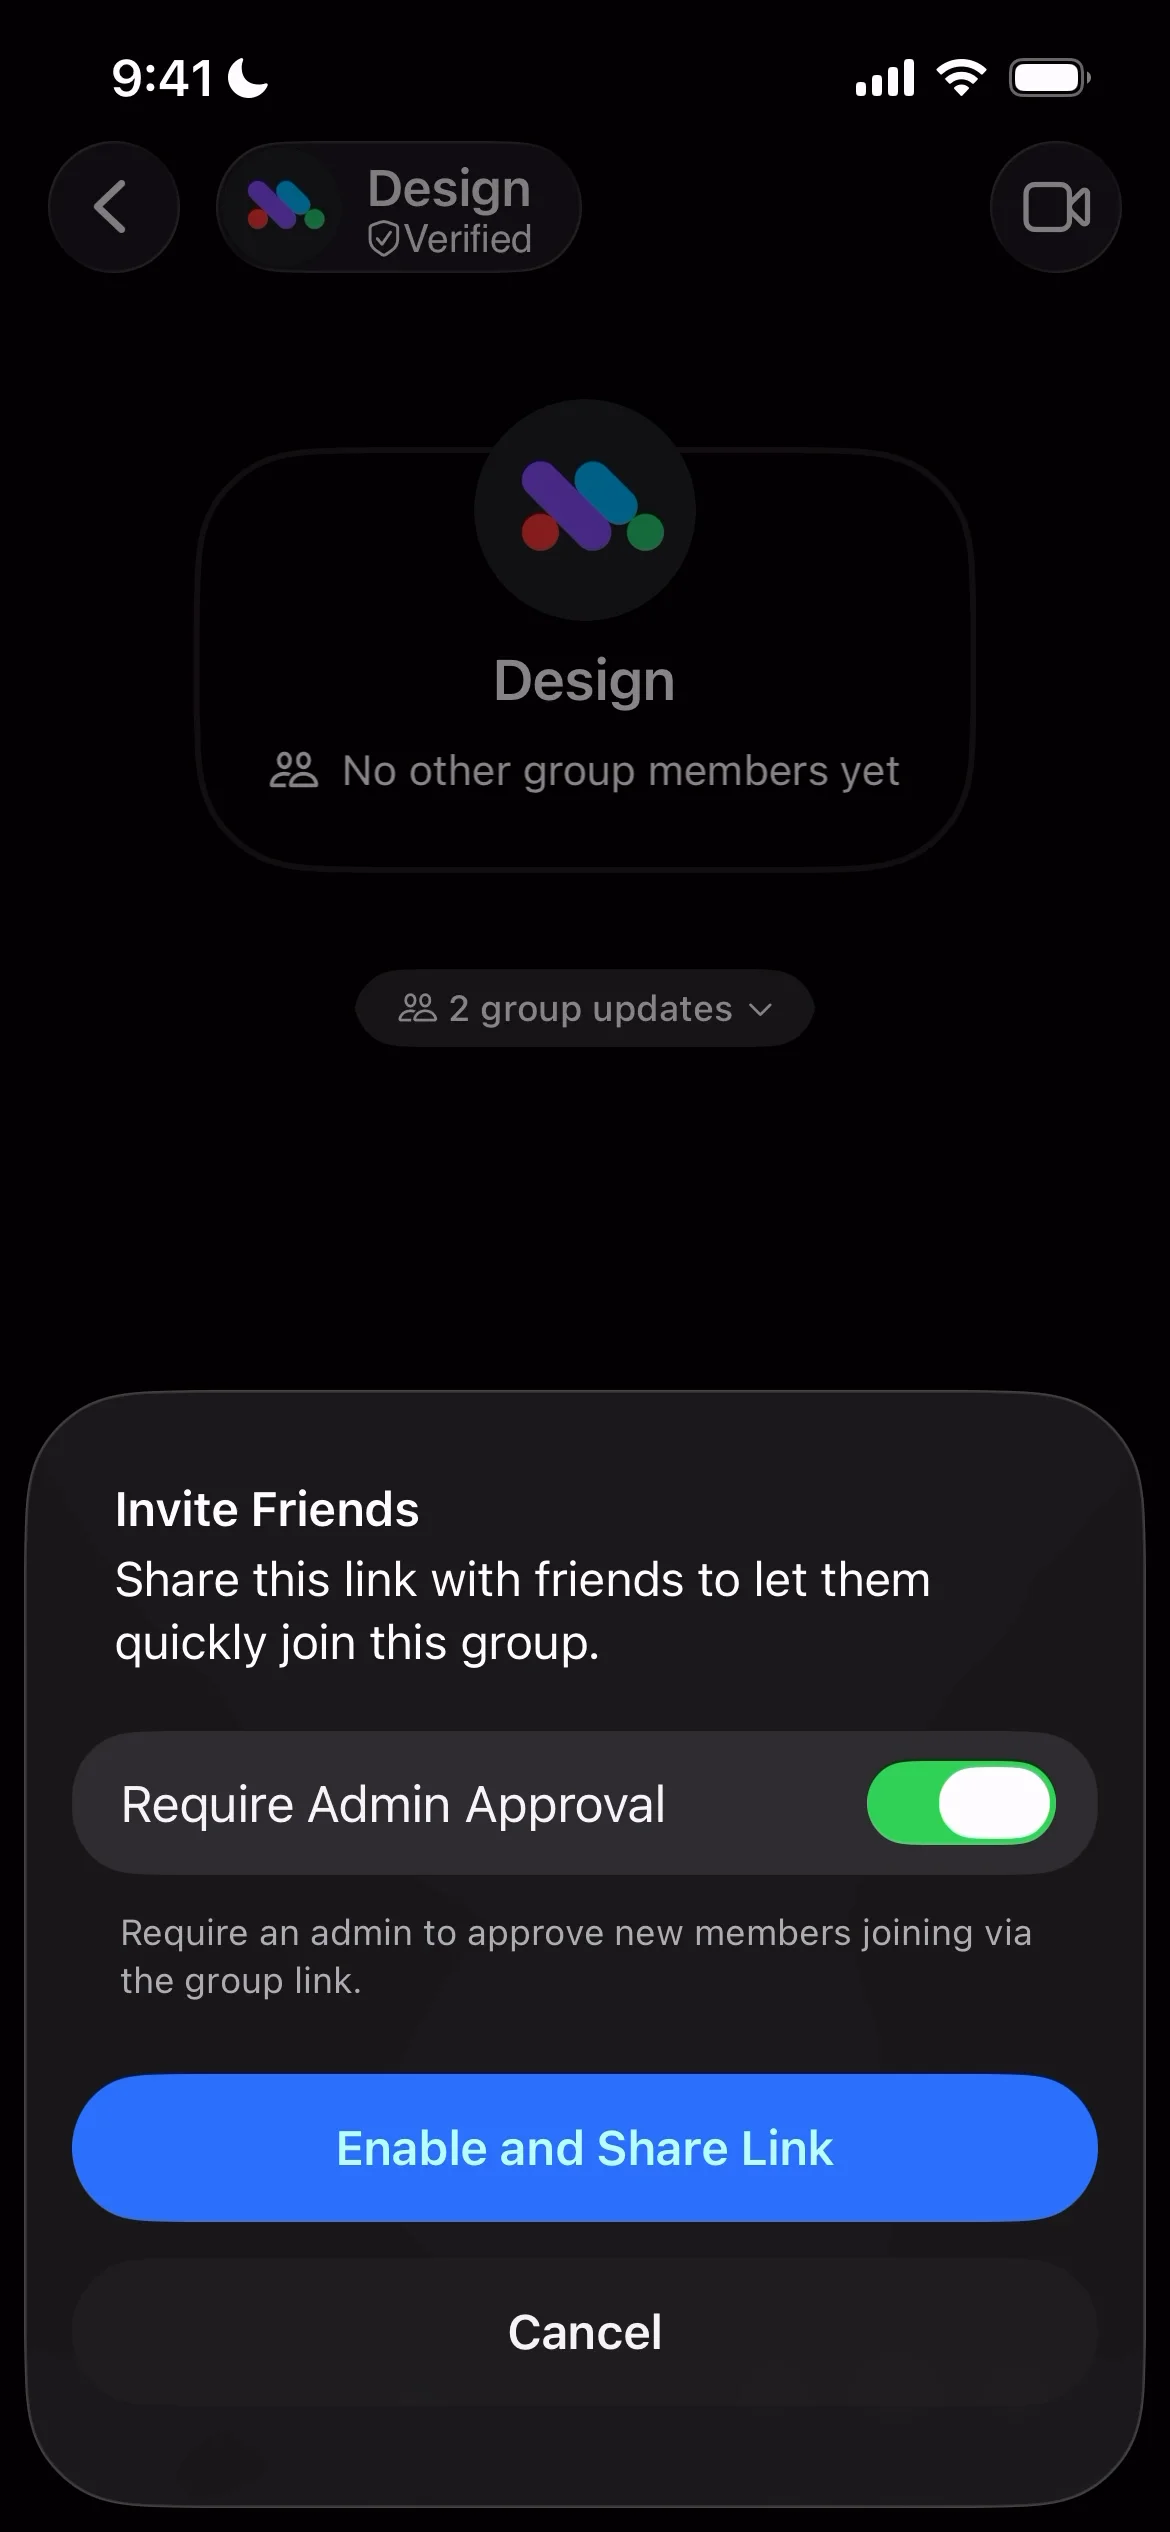 9:41
Design
Verified
Design
No other group members yet
2 group updates
Invite Friends
Share this link with friends to let them
quickly join this group.
Require Admin Approval
Require an admin to approve new members joining via
the group link.
Enable and Share Link
Cancel